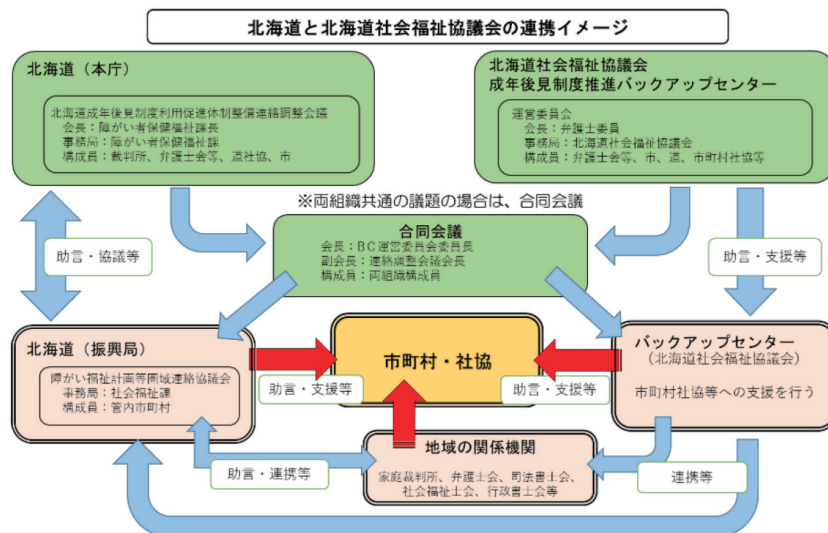 北海道と北海道社会福祉協議会の連携イメージ
北海道（本庁）
北海道成年後見制度利用促進体制整備連絡調整会議
会長：障がい者保健福祉課長
事務局：障がい者保健福祉課
構成員：裁判所、弁護士会等、道社協、市
北海道社会福祉協議会
成年後見制度推進バックアップセンター
運営委員会
会長：弁護士委員
事務局：北海道社会福祉協議会
構成員：弁護士会等、市、道、市町村社協等
※両組織共通の議題の場合は、合同会議
合同会議
会長：ＢＣ運営委員会委員長
副会長：連絡調整会議会長
構成員：両組織構成員
助言・協議等
助言・支援等
北海道（振興局）
障がい福祉計画等圏域連絡協議会
事務局：社会福祉課
構成員：管内市町村
市町村・社協
バックアップセンター
（北海道社会福祉協議会）
市町村社協等への支援を行う
助言・支援等
助言・支援等
地域の関係機関
家庭裁判所、弁護士会、司法書士会、
社会福祉士会、行政書士会等
助言・連携等
連携等